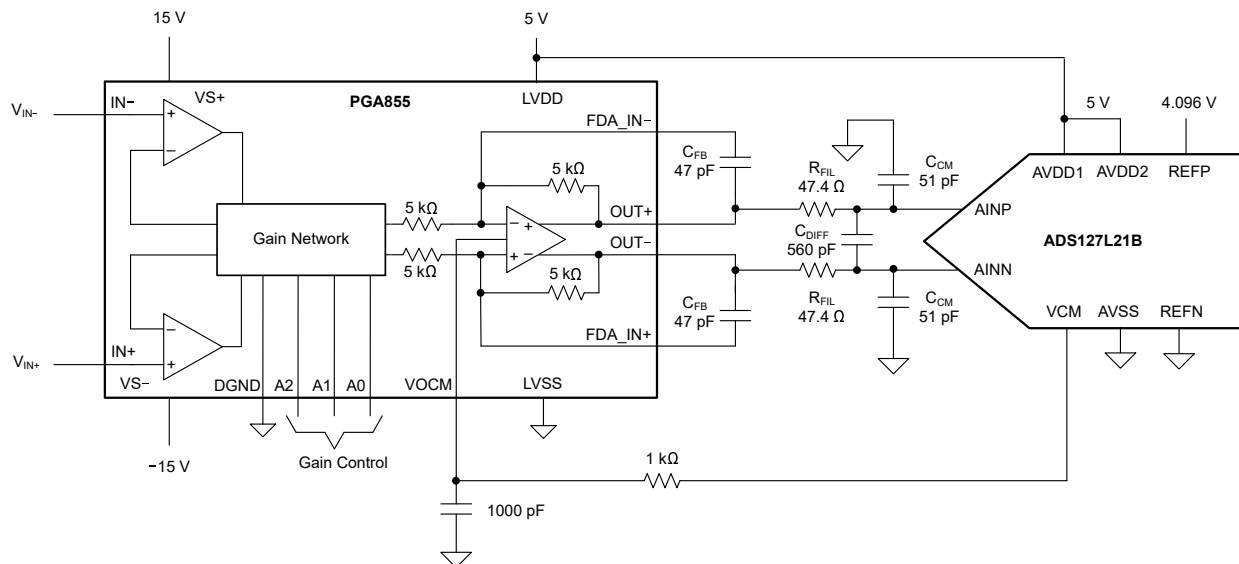 15 V
5 V
PGA855
VS+
LVDD
V_IN−
IN−
FDA_IN−
5 V
4.096 V
C_FB
47 pF
R_FIL
47.4 Ω
C_CM
51 pF
AVDD1
AVDD2
REFP
5 kΩ
5 kΩ
OUT+
AINP
Gain Network
−
+
+
−
OUT−
C_DIFF
560 pF
ADS127L21B
5 kΩ
5 kΩ
AINN
C_FB
47 pF
R_FIL
47.4 Ω
C_CM
51 pF
VCM
AVSS
REFN
FDA_IN+
V_IN+
IN+
VS−
+
−
−
+
DGND
A2
A1
A0
VOCM
LVSS
−15 V
Gain Control
1 kΩ
1000 pF